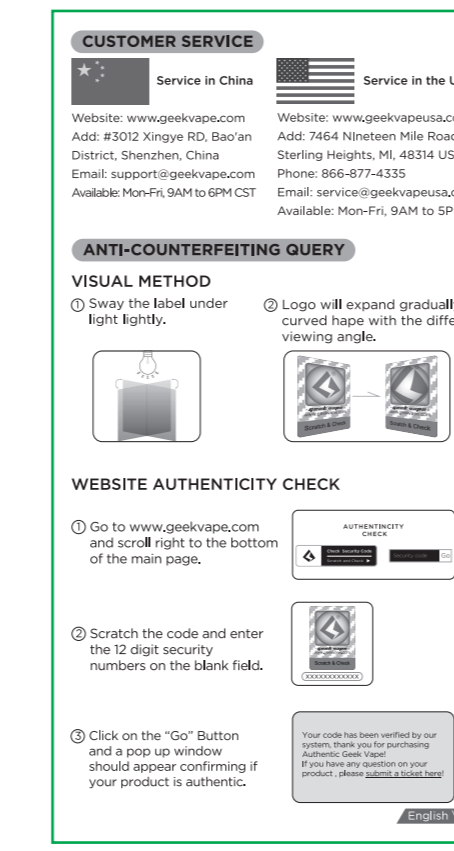 CUSTOMER SERVICE
Service in China
Website: www.geekvape.com
Add: #3012 Xingye RD, Bao'an
District, Shenzhen, China
Email: support@geekvape.com
Available: Mon-Fri, 9AM to 6PM CST
Service in the U
Website: www.geekvapeusa.co
Add: 7464 NIneteen Mile Road
Sterling Heights, MI, 48314 US
Phone: 866-877-4335
Email: service@geekvapeusa.c
Available: Mon-Fri, 9AM to 5P
ANTI-COUNTERFEITING QUERY
VISUAL METHOD
① Sway the label under
light lightly.
② Logo will expand gradually
curved hape with the diffe
viewing angle.
Scratch & Check
Scratch & Check
WEBSITE AUTHENTICITY CHECK
① Go to www.geekvape.com
and scroll right to the bottom
of the main page.
AUTHENTINCITY
CHECK
Check Security Code
Scratch and Check
Security code
Go
② Scratch the code and enter
the 12 digit security
numbers on the blank field.
Scratch & Check
(XXXXXXXXXXXX)
③ Click on the “Go” Button
and a pop up window
should appear confirming if
your product is authentic.
Your code has been verified by our
system, thank you for purchasing
Authentic Geek Vape!
If you have any question on your
product , please submit a ticket here!
English